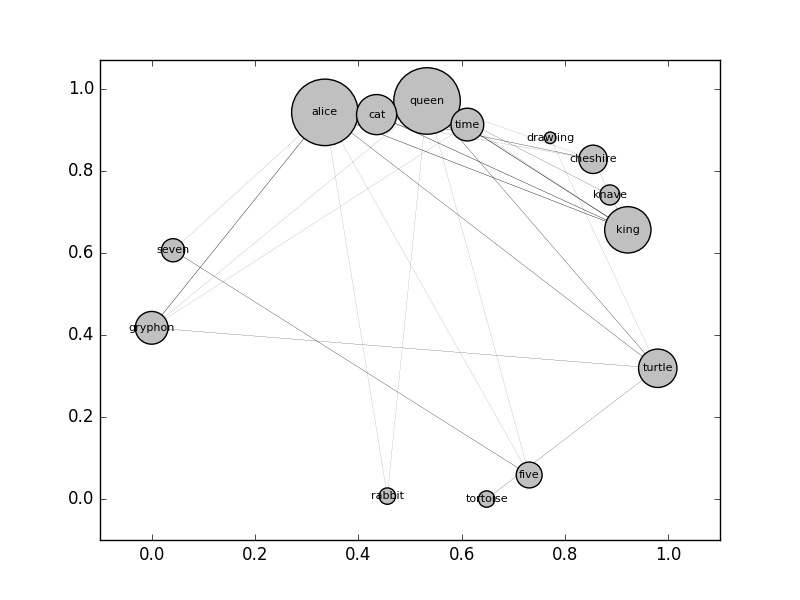 1.0
0.8
0.6
0.4
0.2
0.0
queen
alice
cat
time
drawling
cheshire
knave
king
seven
gryphon
turtle
five
rabbit
tortoise
0.0
0.2
0.4
0.6
0.8
1.0